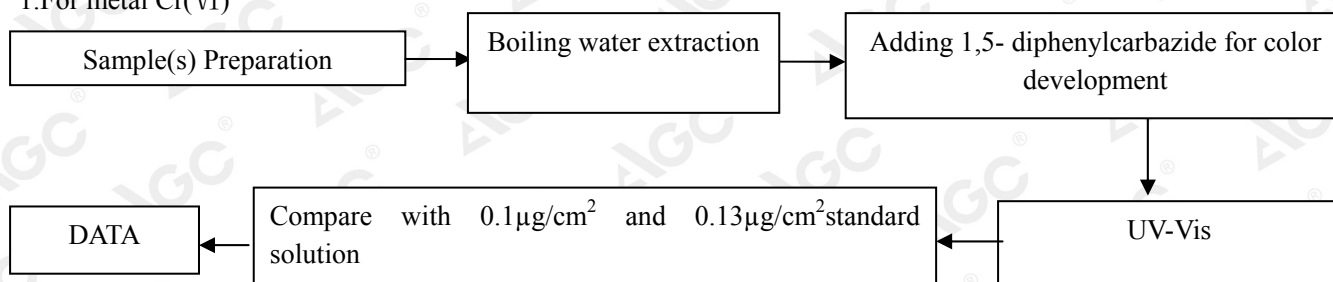 1.For metal Cr(VI)
Sample(s) Preparation
Boiling water extraction
Adding 1,5- diphenylcarbazide for color
development
UV-Vis
Compare with 0.1µg/cm² and 0.13µg/cm²standard
solution
DATA
AGC